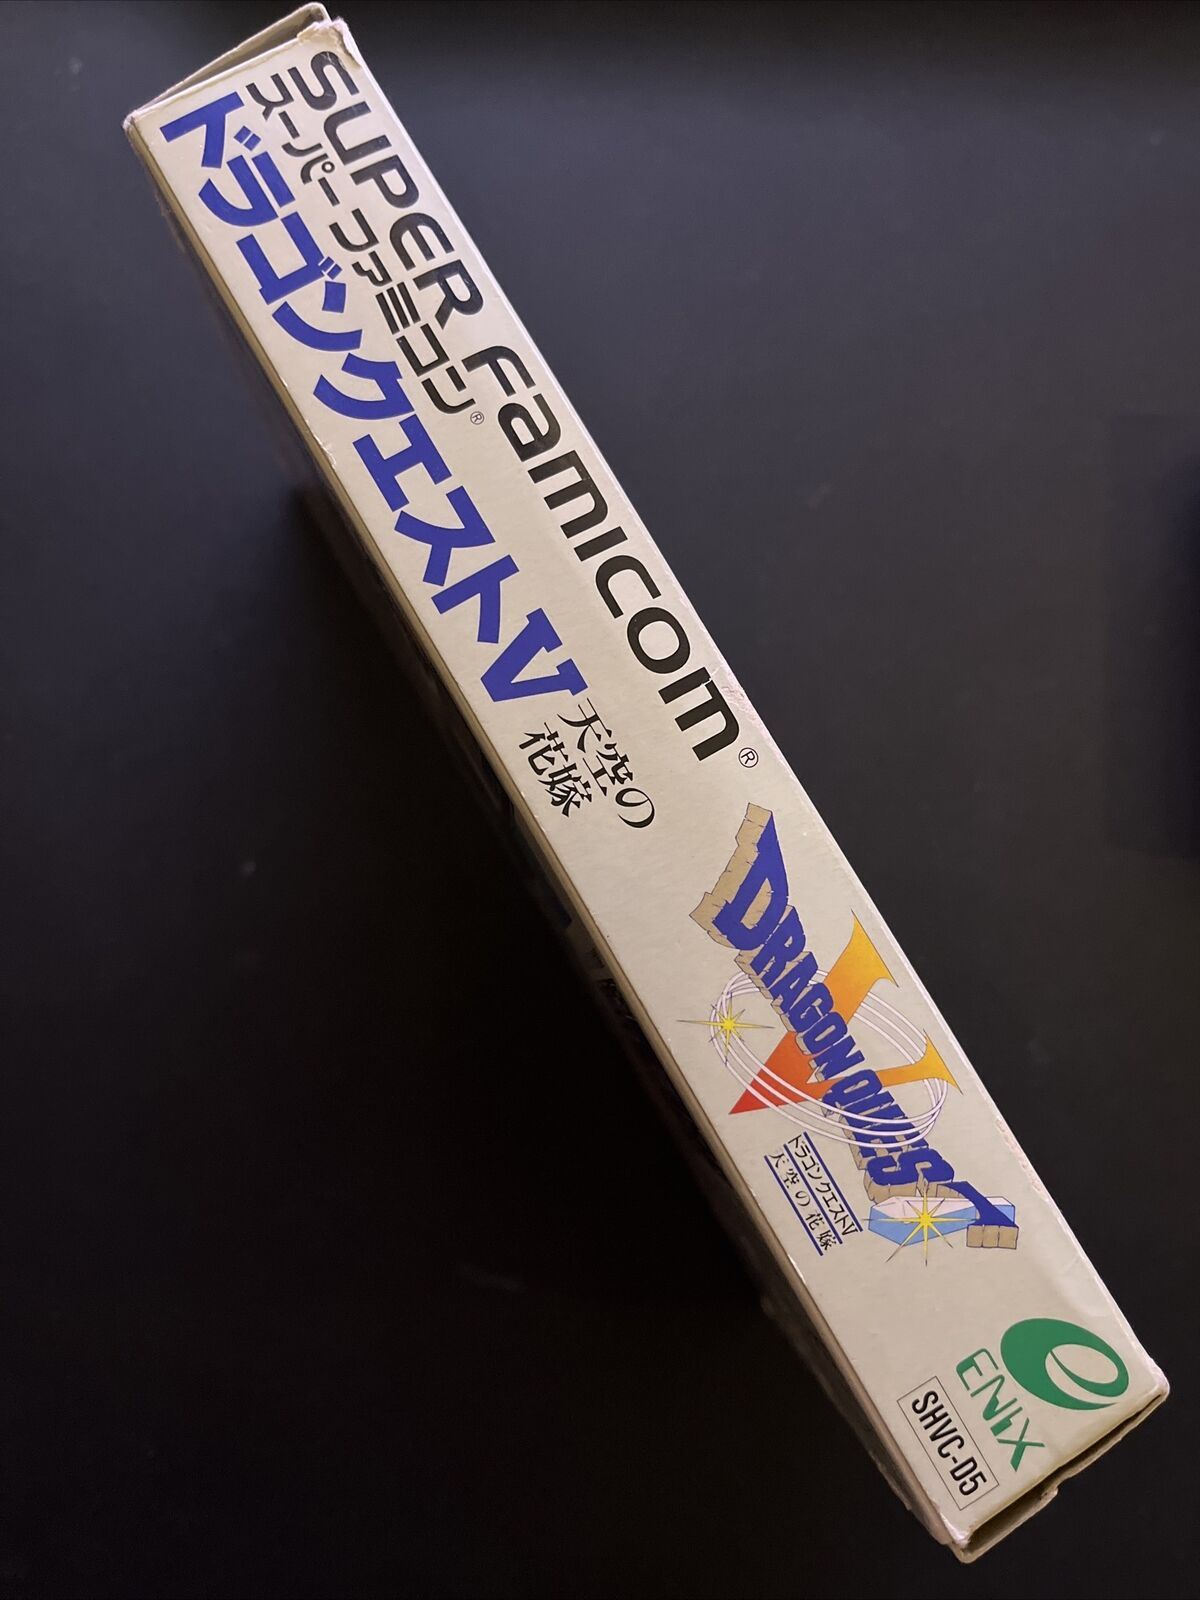 SUPER Famicom®
スーパーファミコン®
ドラゴンクエストV
天空の
花嫁
DRAGON QUEST
V
ドラゴンクエストV
天空の花嫁
e
ENIX
SHVC-D5